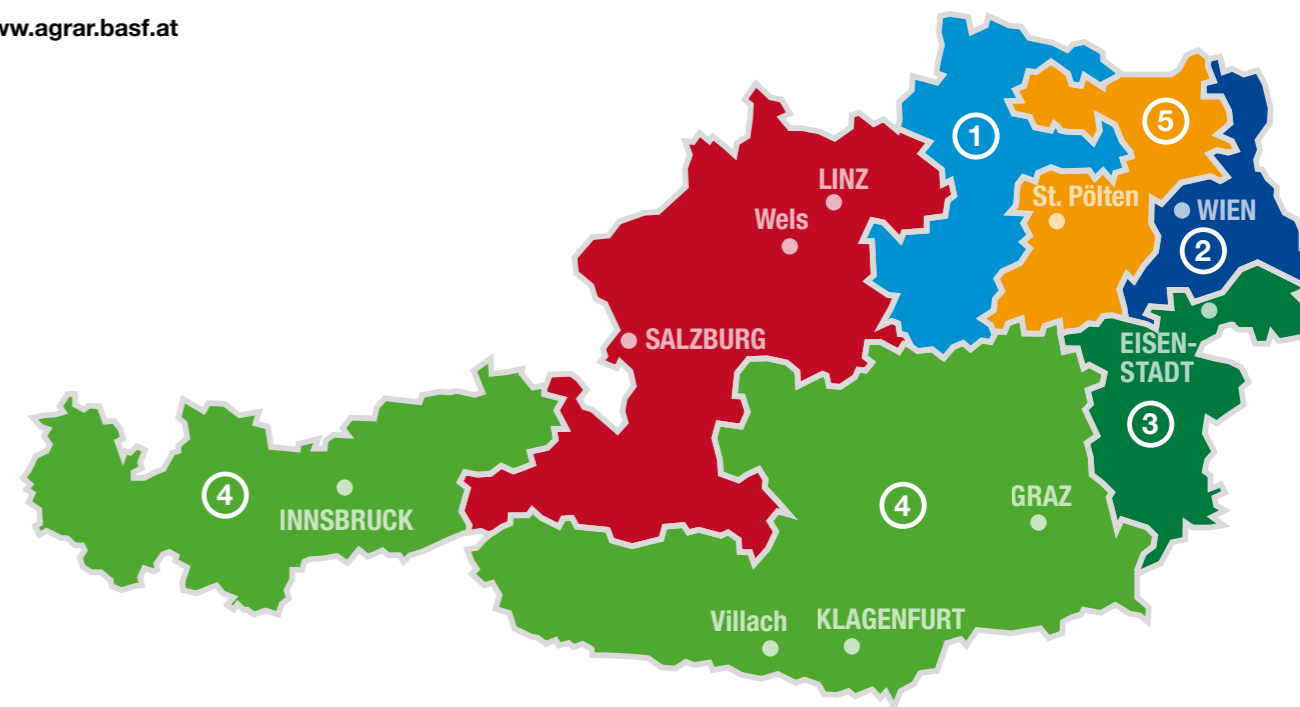 ww.agrar.basf.at
1
5
LINZ
St. Pölten
Wels
WIEN
2
SALZBURG
EISEN-
STADT
3
4
4
GRAZ
INNSBRUCK
Villach
KLAGENFURT